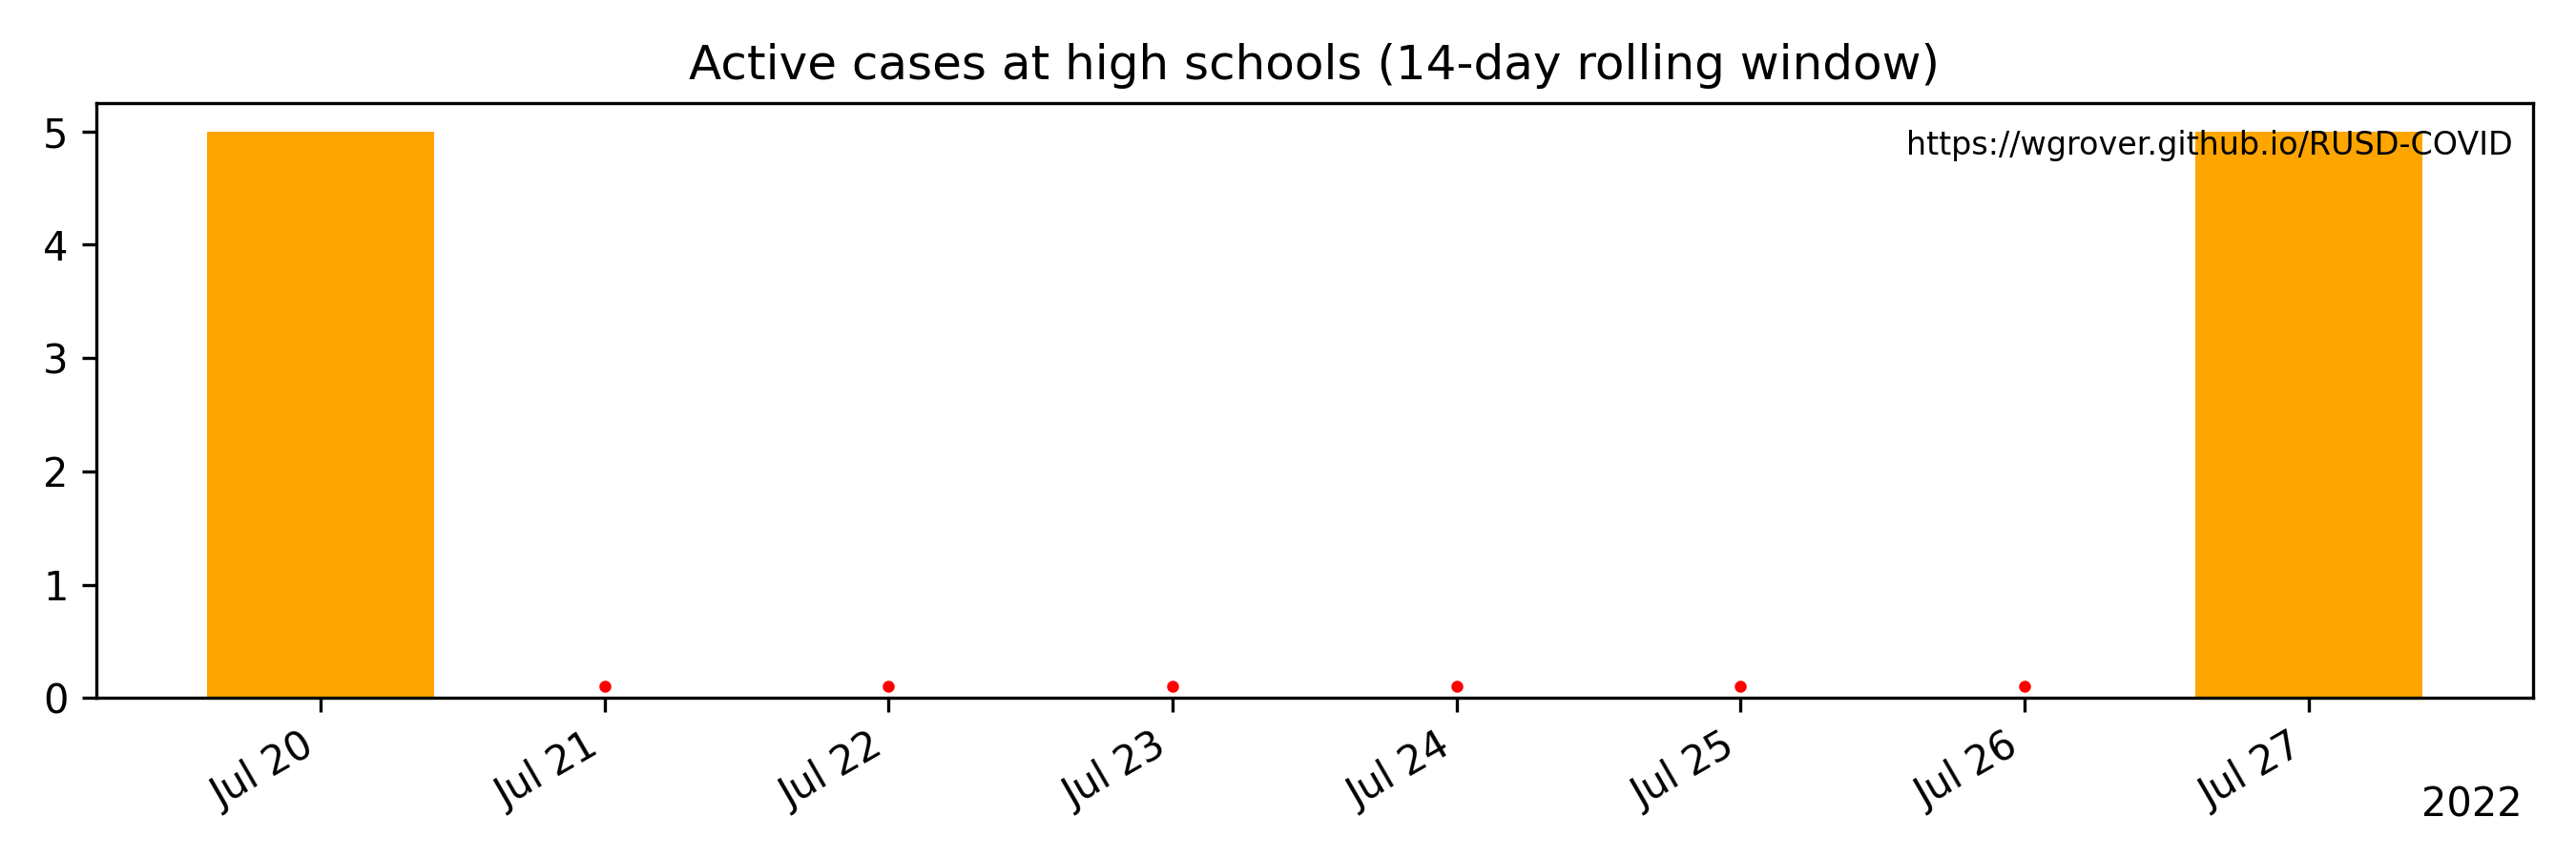 Active cases at high schools (14-day rolling window)
https://wgrover.github.io/RUSD-COVID
5
4
3
2
1
0
Jul 20
Jul 21
Jul 22
Jul 23
Jul 24
Jul 25
Jul 26
Jul 27
2022